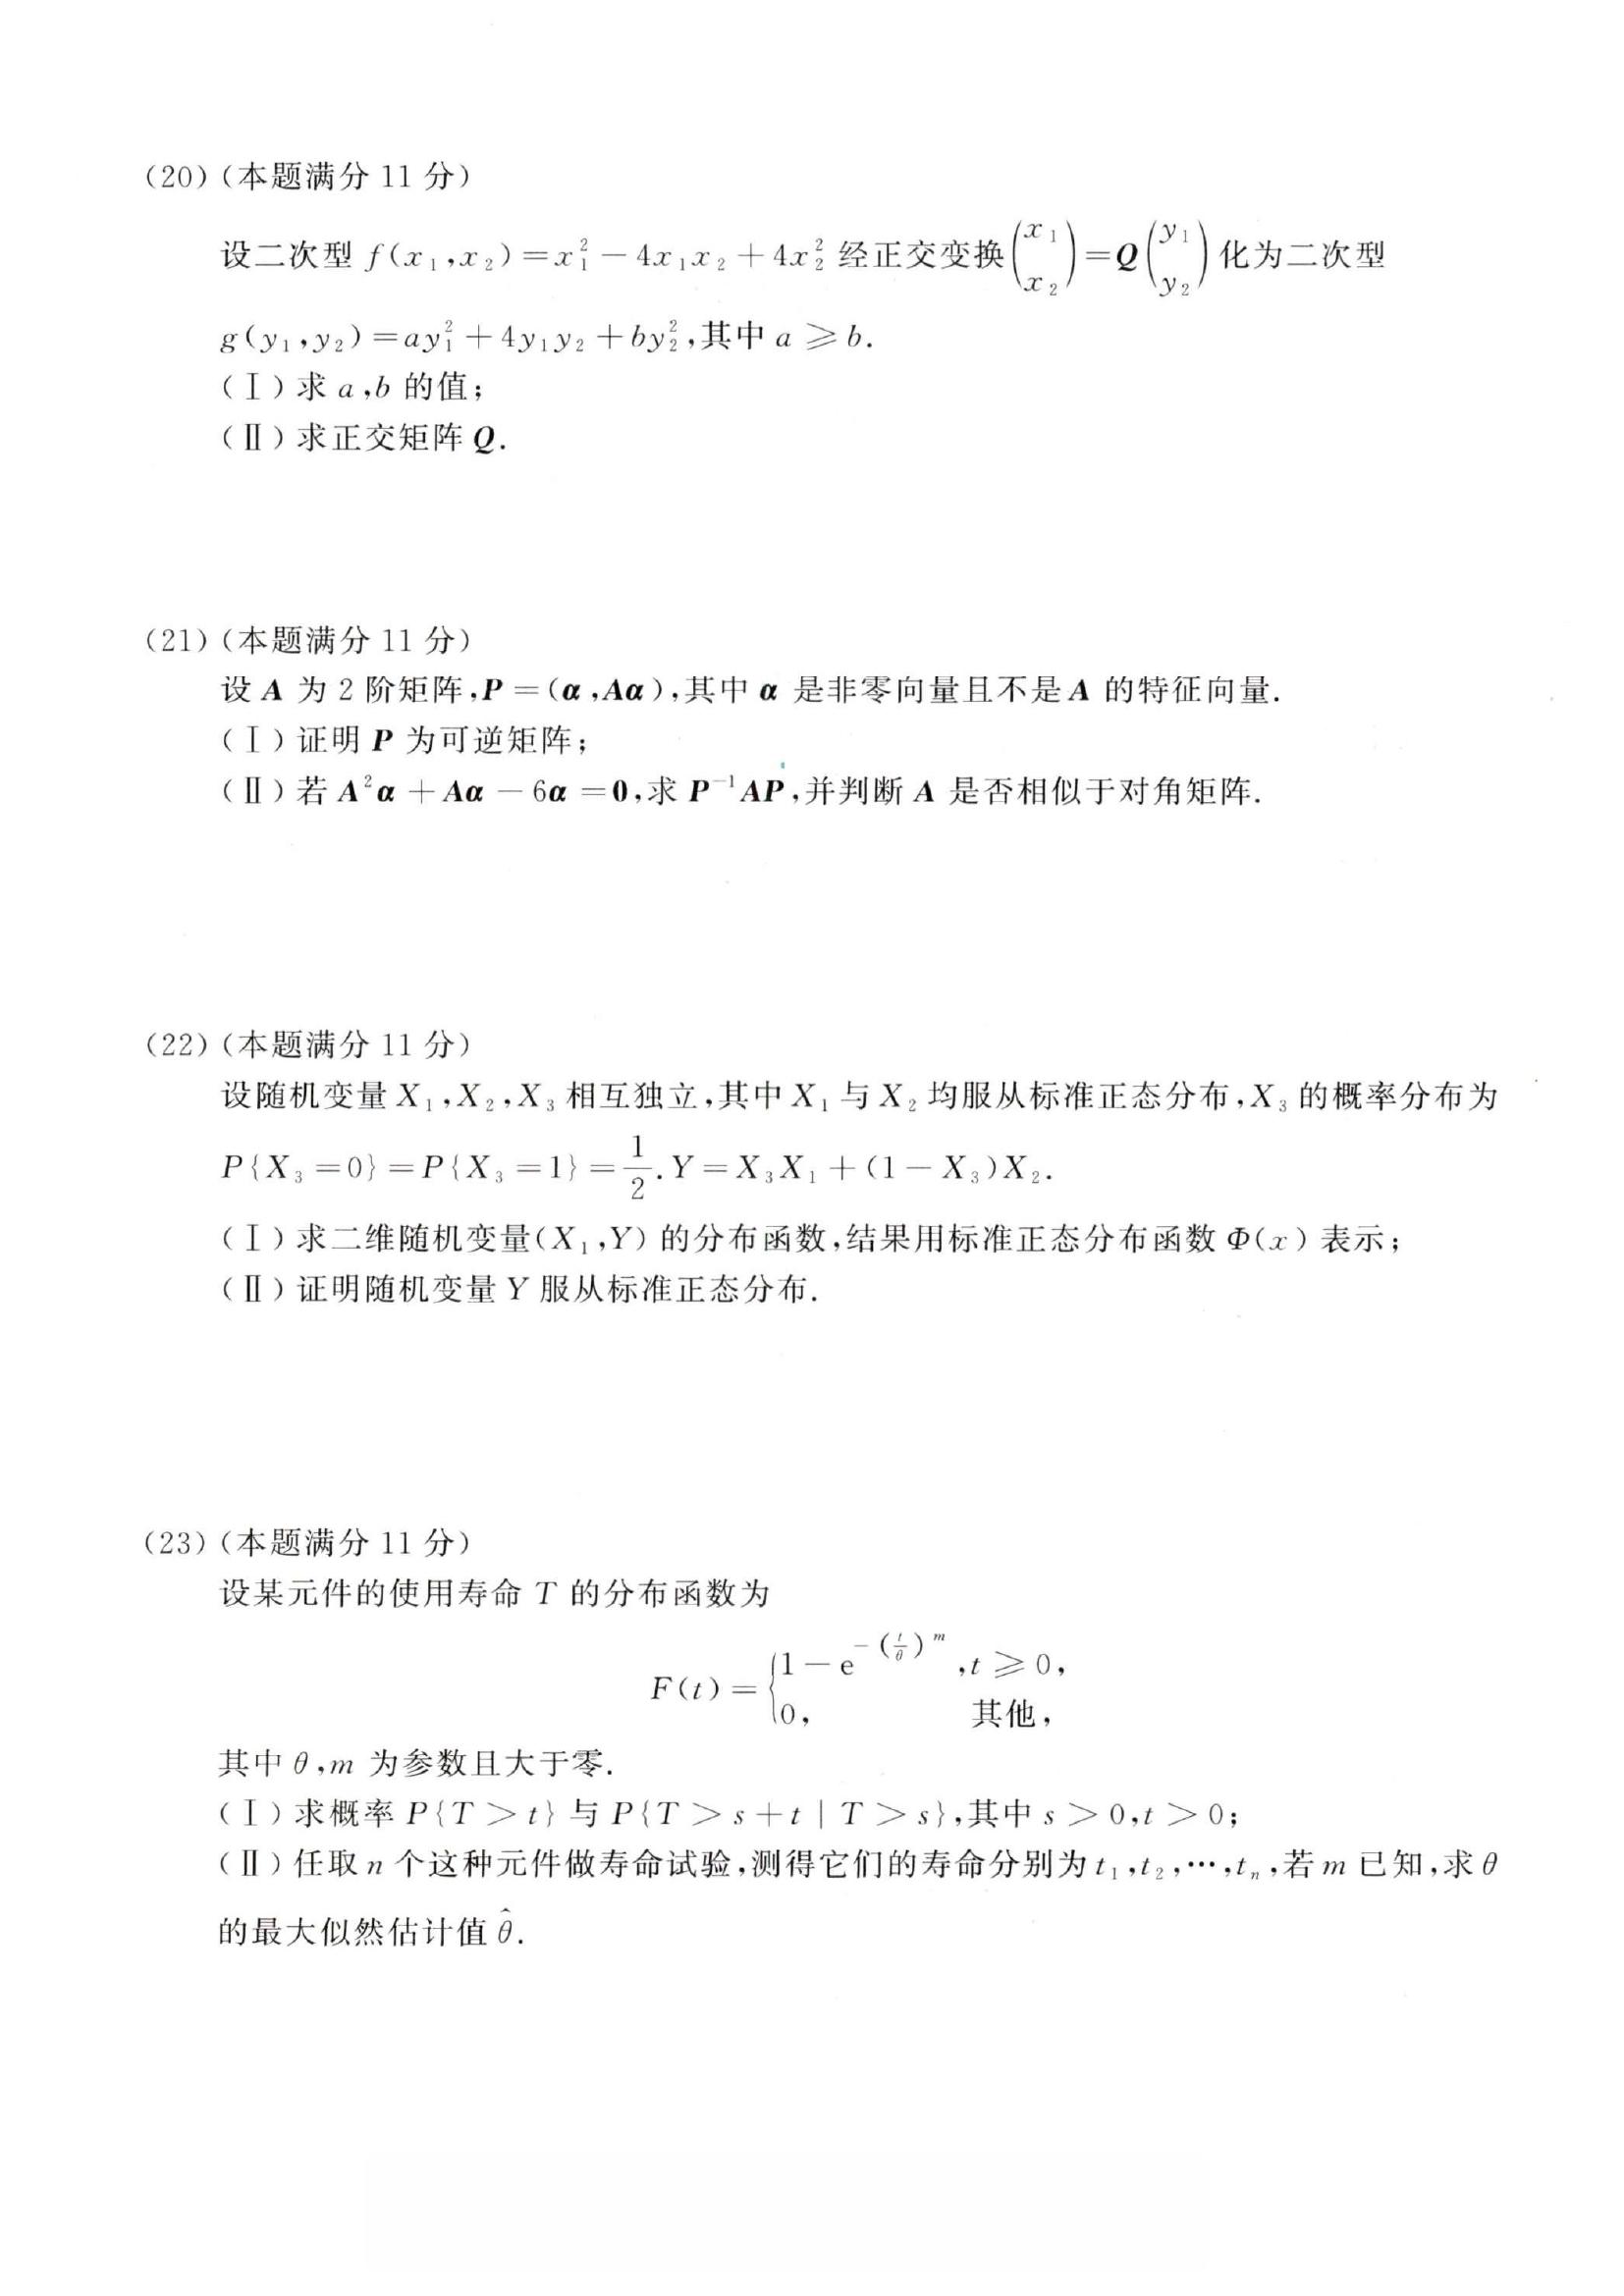 (20)(本题满分 11 分)
设二次型 $f(x_1,x_2)=x_1^2-4x_1x_2+4x_2^2$ 经正交变换 $\begin{pmatrix}x_1\\x_2\end{pmatrix}=\boldsymbol{Q}\begin{pmatrix}y_1\\y_2\end{pmatrix}$ 化为二次型
$g(y_1,y_2)=ay_1^2+4y_1y_2+by_2^2$,其中 $a\geqslant b$.
(Ⅰ)求 $a,b$ 的值;
(Ⅱ)求正交矩阵 $\boldsymbol{Q}$.
(21)(本题满分 11 分)
设 $\boldsymbol{A}$ 为 2 阶矩阵,$\boldsymbol{P}=(\boldsymbol{\alpha},\boldsymbol{A\alpha})$,其中 $\boldsymbol{\alpha}$ 是非零向量且不是 $\boldsymbol{A}$ 的特征向量.
(Ⅰ)证明 $\boldsymbol{P}$ 为可逆矩阵;
(Ⅱ)若 $\boldsymbol{A}^2\boldsymbol{\alpha}+\boldsymbol{A\alpha}-6\boldsymbol{\alpha}=\boldsymbol{0}$,求 $\boldsymbol{P}^{-1}\boldsymbol{AP}$,并判断 $\boldsymbol{A}$ 是否相似于对角矩阵.
(22)(本题满分 11 分)
设随机变量 $X_1,X_2,X_3$ 相互独立,其中 $X_1$ 与 $X_2$ 均服从标准正态分布,$X_3$ 的概率分布为
$P\{X_3=0\}=P\{X_3=1\}=\frac{1}{2}$.$Y=X_3X_1+(1-X_3)X_2$.
(Ⅰ)求二维随机变量$(X_1,Y)$ 的分布函数,结果用标准正态分布函数 $\Phi(x)$ 表示;
(Ⅱ)证明随机变量 $Y$ 服从标准正态分布.
(23)(本题满分 11 分)
设某元件的使用寿命 $T$ 的分布函数为
$F(t)=\begin{cases}1-\mathrm{e}^{-\left(\frac{t}{\theta}\right)^m},&t\geqslant 0,\\0,&\text{其他},\end{cases}$
其中 $\theta,m$ 为参数且大于零.
(Ⅰ)求概率 $P\{T>t\}$ 与 $P\{T>s+t\mid T>s\}$,其中 $s>0,t>0$;
(Ⅱ)任取 $n$ 个这种元件做寿命试验,测得它们的寿命分别为 $t_1,t_2,\cdots,t_n$,若 $m$ 已知,求 $\theta$
的最大似然估计值 $\hat{\theta}$.